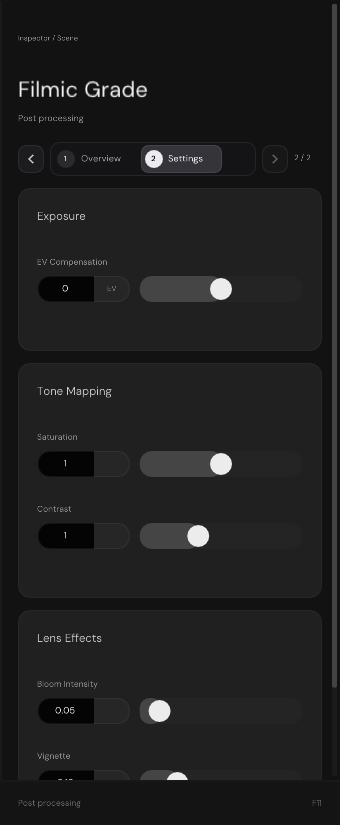 Inspector / Scene
Filmic Grade
Post processing
1 Overview 2 Settings 2 / 2
Exposure
EV Compensation
0 EV
Tone Mapping
Saturation
1
Contrast
1
Lens Effects
Bloom Intensity
0.05
Vignette
Post processing F11